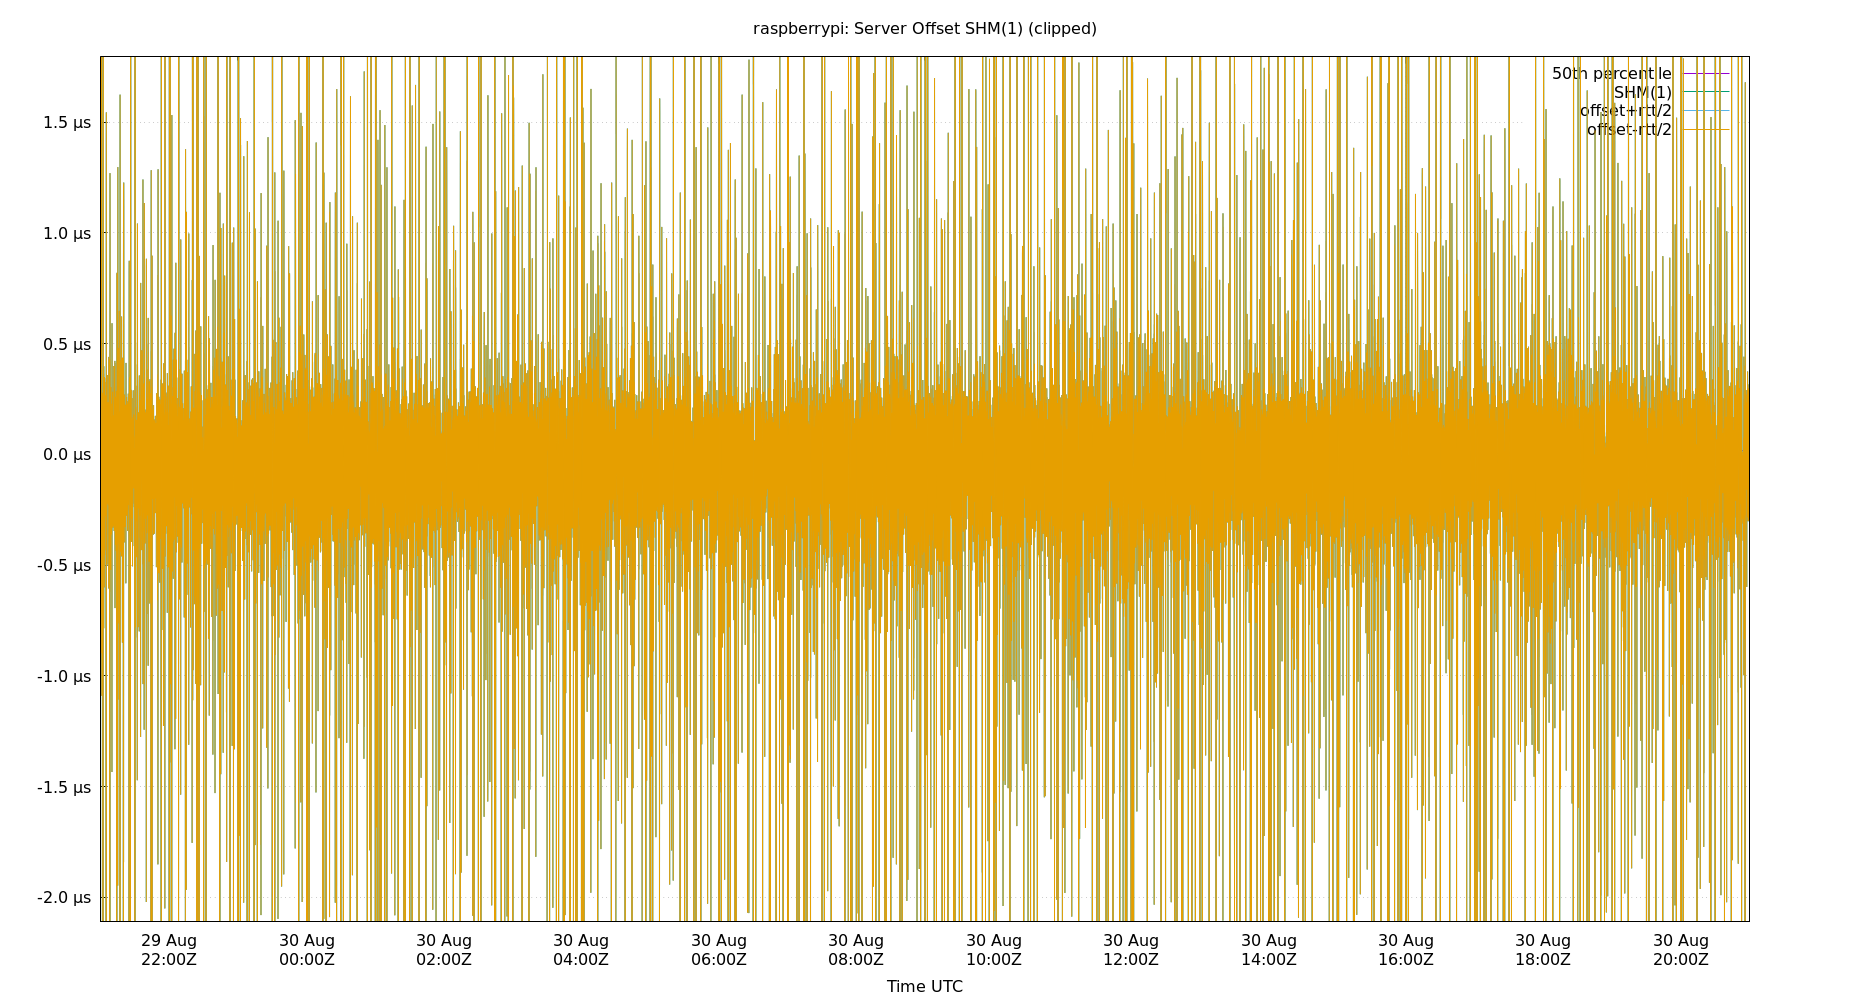 raspberrypi: Server Offset SHM(1) (clipped)
50th percentile
SHM(1)
offset+rtt/2
offset-rtt/2
1.5 µs
1.0 µs
0.5 µs
0.0 µs
-0.5 µs
-1.0 µs
-1.5 µs
-2.0 µs
29 Aug 30 Aug 30 Aug 30 Aug 30 Aug 30 Aug 30 Aug 30 Aug 30 Aug 30 Aug 30 Aug 30 Aug
22:00Z 00:00Z 02:00Z 04:00Z 06:00Z 08:00Z 10:00Z 12:00Z 14:00Z 16:00Z 18:00Z 20:00Z
Time UTC